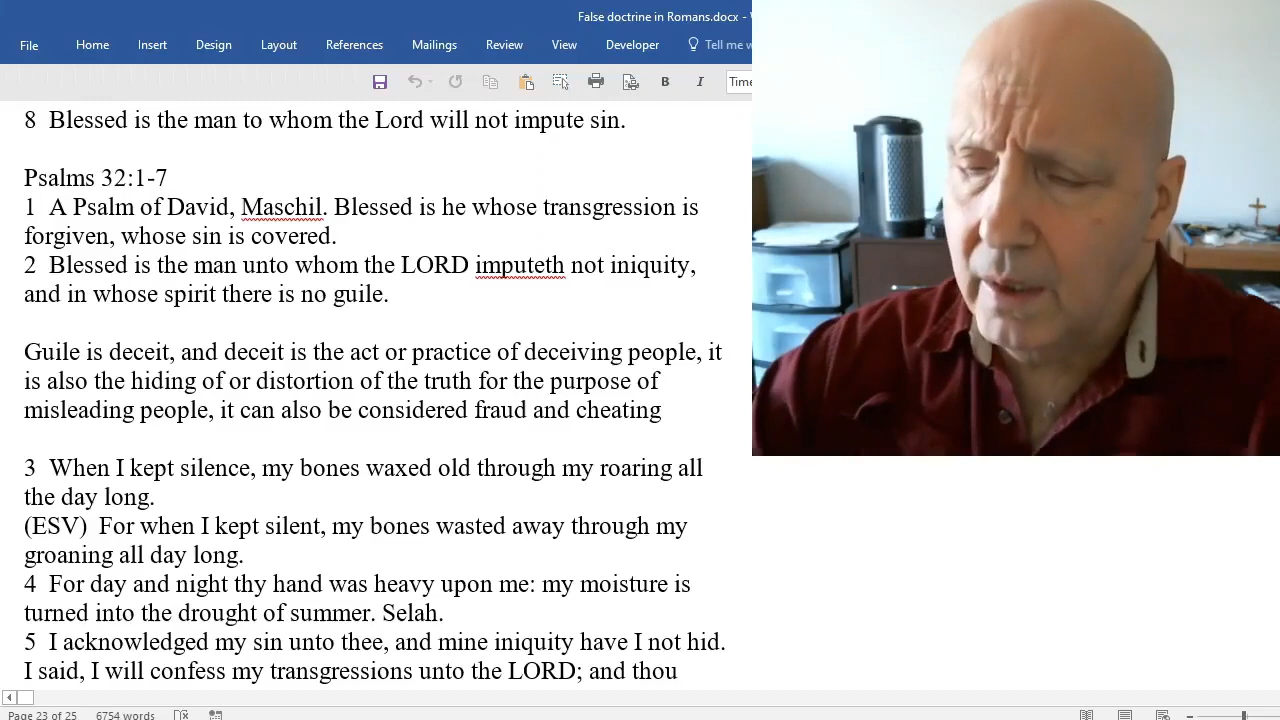 False doctrine in Romans.docx -
File Home Insert Design Layout References Mailings Review View Developer Tell me
B I
8 Blessed is the man to whom the Lord will not impute sin.
Psalms 32:1-7
1 A Psalm of David, Maschil. Blessed is he whose transgression is
forgiven, whose sin is covered.
2 Blessed is the man unto whom the LORD imputeth not iniquity,
and in whose spirit there is no guile.
Guile is deceit, and deceit is the act or practice of deceiving people, it
is also the hiding of or distortion of the truth for the purpose of
misleading people, it can also be considered fraud and cheating
3 When I kept silence, my bones waxed old through my roaring all
the day long.
(ESV) For when I kept silent, my bones wasted away through my
groaning all day long.
4 For day and night thy hand was heavy upon me: my moisture is
turned into the drought of summer. Selah.
5 I acknowledged my sin unto thee, and mine iniquity have I not hid.
I said, I will confess my transgressions unto the LORD; and thou
Page 23 of 25 6754 words